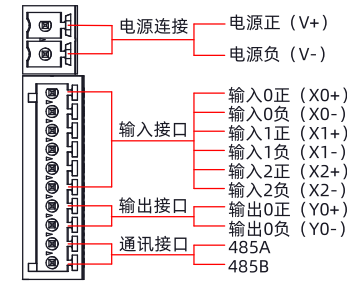 电源连接
电源正（V+）
电源负（V-）
输入接口
输入0正（X0+）
输入0负（X0-）
输入1正（X1+）
输入1负（X1-）
输入2正（X2+）
输入2负（X2-）
输出接口
输出0正（Y0+）
输出0负（Y0-）
通讯接口
485A
485B